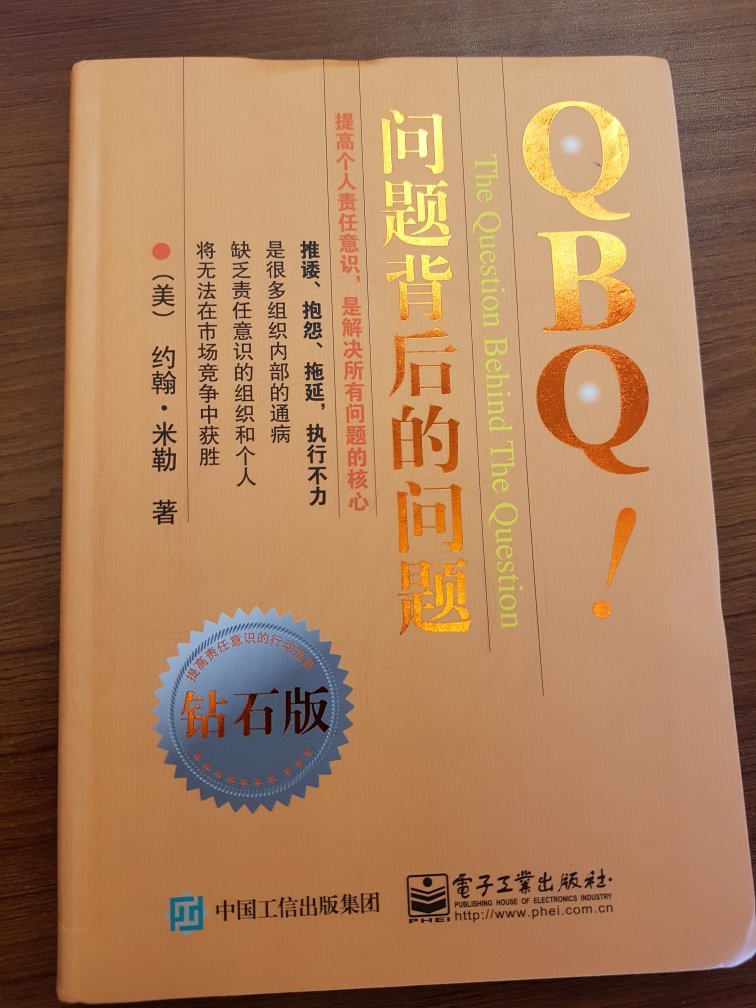 QBQ!
The Question Behind The Question
问题背后的问题
提高个人责任意识，是解决所有问题的核心
推诿、抱怨、拖延，执行不力
是很多组织内部的通病
缺乏责任意识的组织和个人
将无法在市场竞争中获胜
（美） 约翰·米勒 著
提高责任意识的行动指南
钻石版
中国工信出版集团
PHEI
電子工業出版社·
PUBLISHING HOUSE OF ELECTRONICS INDUSTRY
http://www.phei.com.cn